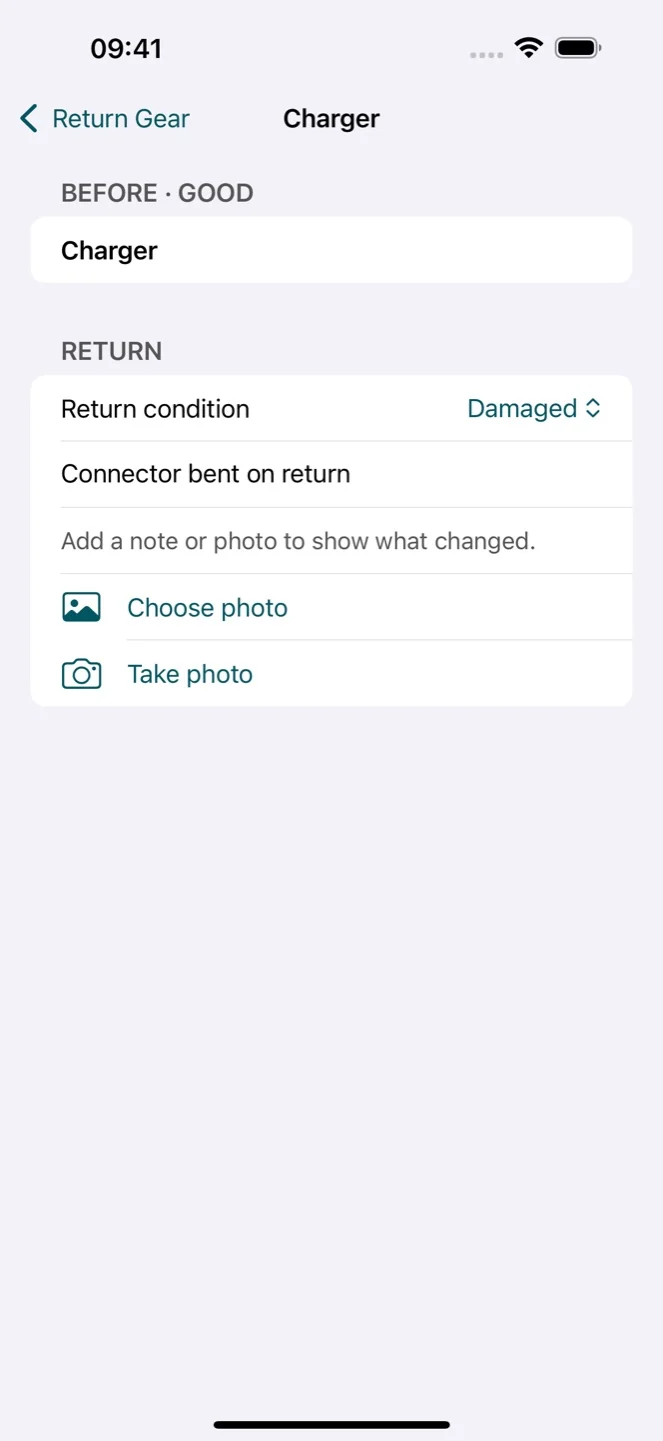 09:41
Return Gear
Charger
BEFORE · GOOD
Charger
RETURN
Return condition
Damaged
Connector bent on return
Add a note or photo to show what changed.
Choose photo
Take photo